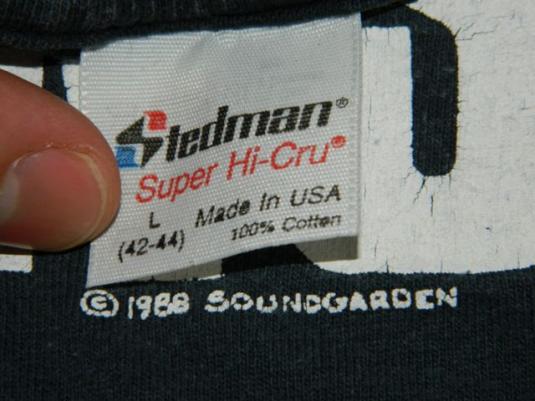 Stedman®
Super Hi-Cru®
L Made In USA
(42-44) 100% Cotton
© 1988 SOUNDGARDEN